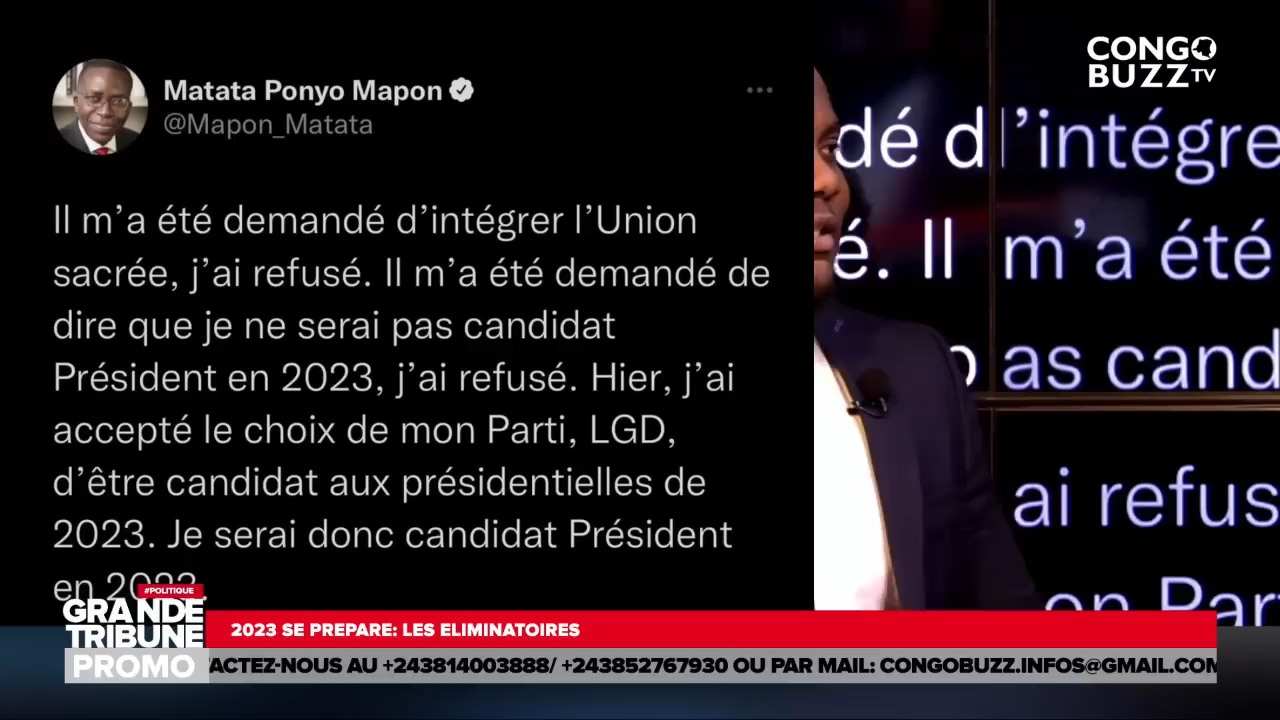 Matata Ponyo Mapon
@Mapon_Matata
Il m’a été demandé d’intégrer l’Union
sacrée, j’ai refusé. Il m’a été demandé de
dire que je ne serai pas candidat
Président en 2023, j’ai refusé. Hier, j’ai
accepté le choix de mon Parti, LGD,
d’être candidat aux présidentielles de
2023. Je serai donc candidat Président
en 2023.
CONGO
BUZZ TV
dé d’intégre
é. Il m’a été
as cand
ai refus
on Par
#POLITIQUE
GRANDE
TRIBUNE
PROMO
2023 SE PREPARE: LES ELIMINATOIRES
ACTEZ-NOUS AU +243814003888/ +243852767930 OU PAR MAIL: CONGOBUZZ.INFOS@GMAIL.COM